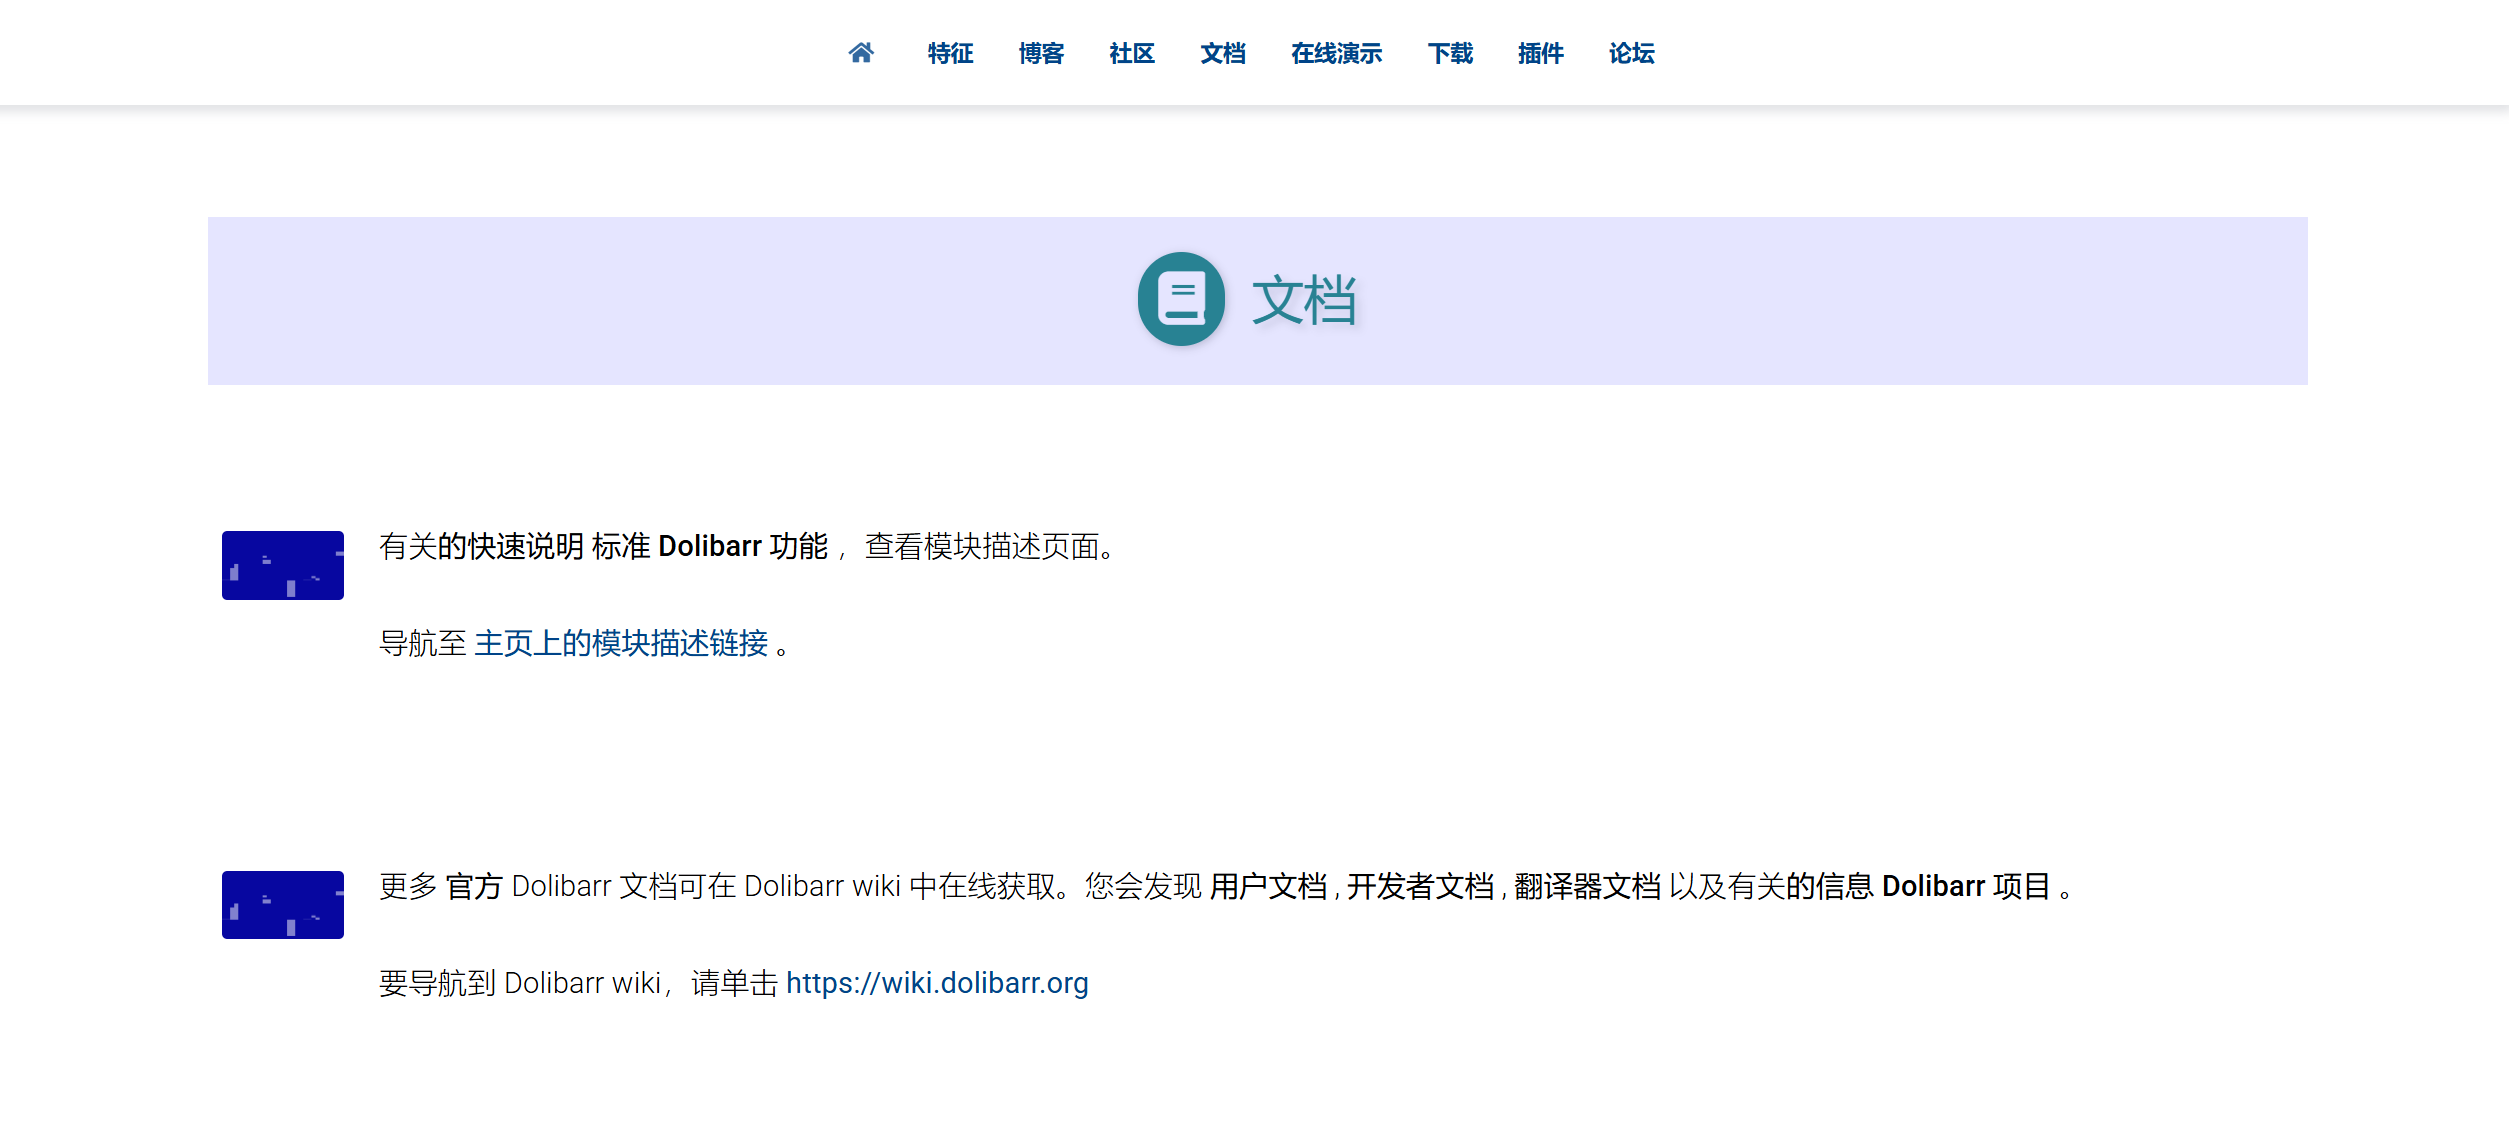 特征 博客 社区 文档 在线演示 下载 插件 论坛
文档
有关的快速说明 标准 Dolibarr 功能 ，查看模块描述页面。
导航至 主页上的模块描述链接 。
更多 官方 Dolibarr 文档可在 Dolibarr wiki 中在线获取。您会发现 用户文档 , 开发者文档 , 翻译器文档 以及有关的信息 Dolibarr 项目 。
要导航到 Dolibarr wiki，请单击 https://wiki.dolibarr.org